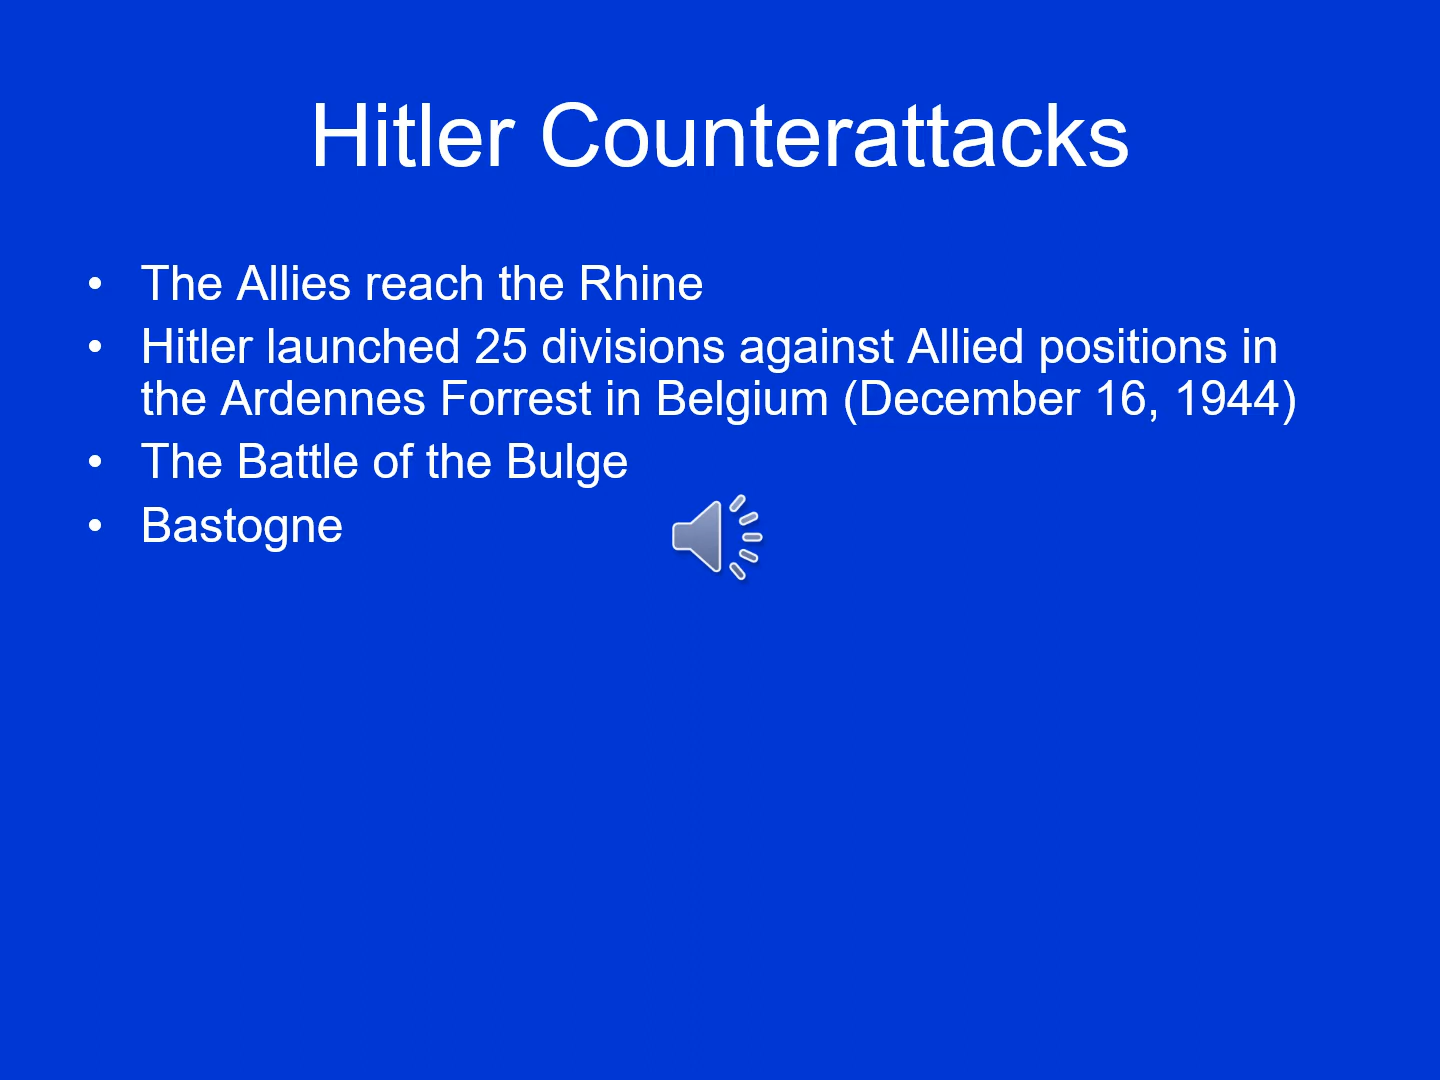 Hitler Counterattacks
• The Allies reach the Rhine
• Hitler launched 25 divisions against Allied positions in
the Ardennes Forrest in Belgium (December 16, 1944)
• The Battle of the Bulge
• Bastogne